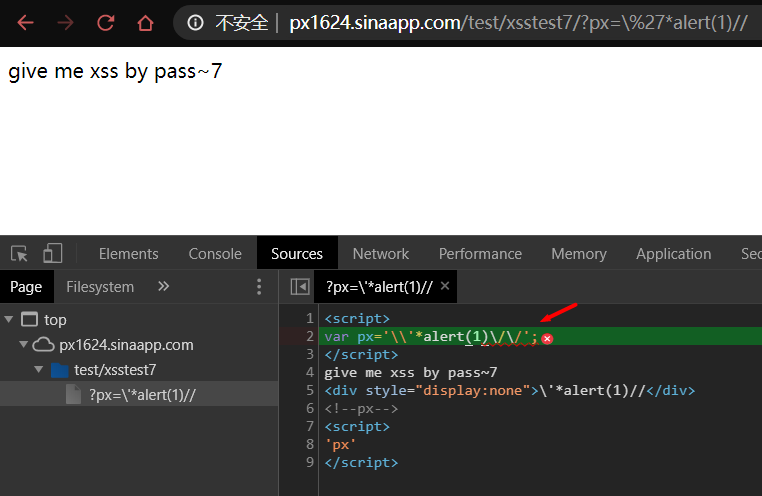 不安全 px1624.sinaapp.com/test/xsstest7/?px=\%27*alert(1)//
give me xss by pass~7
Elements Console Sources Network Performance Memory Application Sec
Page Filesystem » ?px=\'*alert(1)// ×
top
px1624.sinaapp.com
test/xsstest7
?px=\'*alert(1)//
1 <script>
2 var px='\\'*alert(1)\/\/';
3 </script>
4 give me xss by pass~7
5 <div style="display:none">\'*alert(1)//</div>
6 <!--px-->
7 <script>
8 'px'
9 </script>